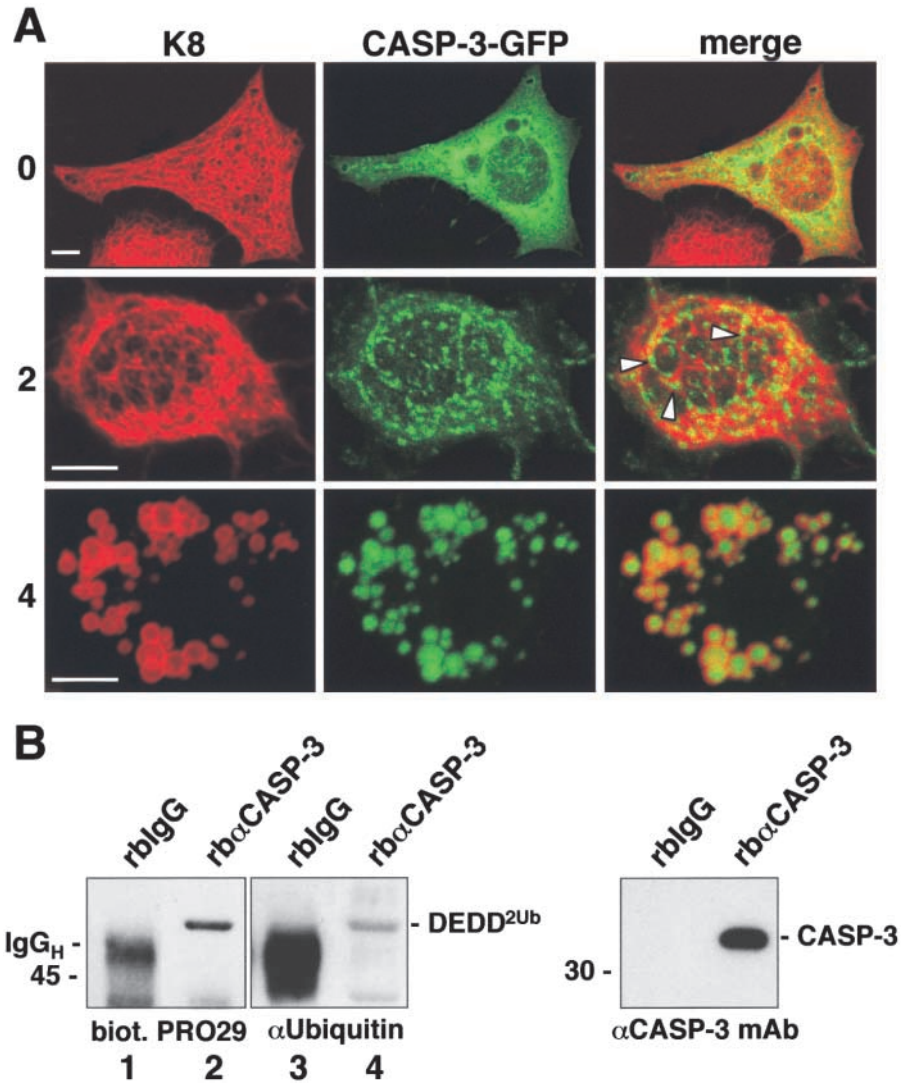 A
K8 CASP-3-GFP merge
0
2
4
B
rbIgG rbαCASP-3 rbIgG rbαCASP-3 rbIgG rbαCASP-3
- DEDD2Ub
IgGH -
- CASP-3
45 -
30 -
biot. PRO29 αUbiquitin αCASP-3 mAb
1 2 3 4